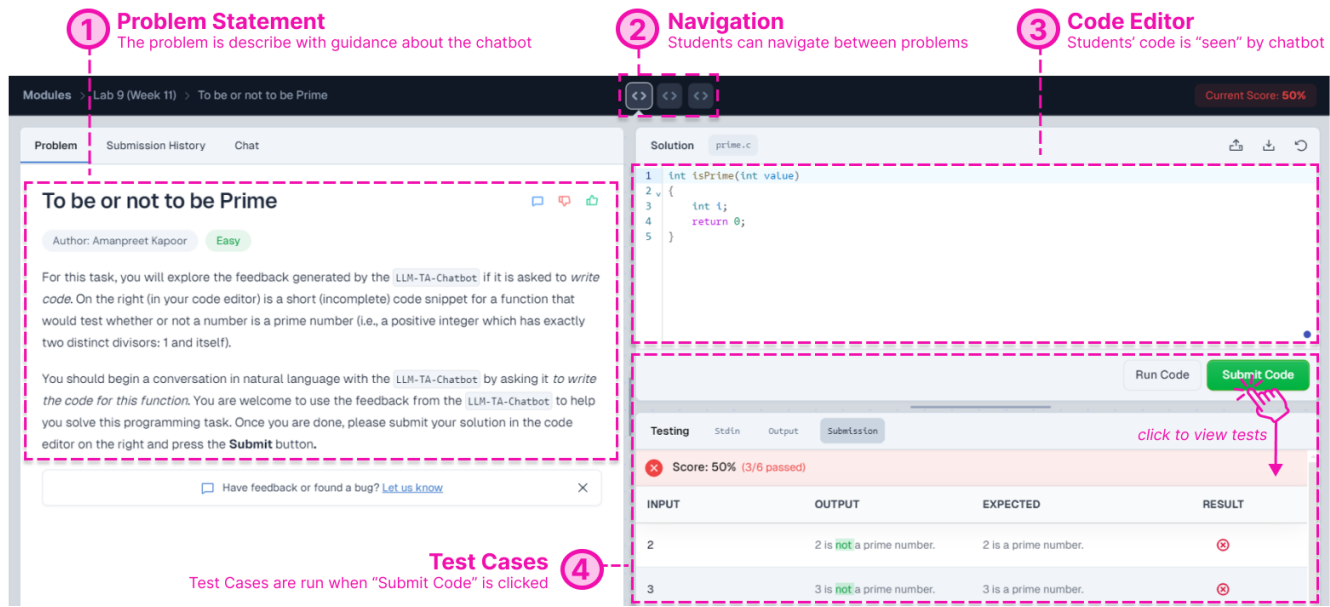 1 Problem Statement
The problem is describe with guidance about the chatbot
2 Navigation
Students can navigate between problems
3 Code Editor
Students' code is "seen" by chatbot
Modules > Lab 9 (Week 11) > To be or not to be Prime
Current Score: 50%
Problem Submission History Chat
To be or not to be Prime
Author: Amanpreet Kapoor Easy
For this task, you will explore the feedback generated by the LLM-TA-Chatbot if it is asked to write
code. On the right (in your code editor) is a short (incomplete) code snippet for a function that
would test whether or not a number is a prime number (i.e., a positive integer which has exactly
two distinct divisors: 1 and itself).
You should begin a conversation in natural language with the LLM-TA-Chatbot by asking it to write
the code for this function. You are welcome to use the feedback from the LLM-TA-Chatbot to help
you solve this programming task. Once you are done, please submit your solution in the code
editor on the right and press the Submit button.
Have feedback or found a bug? Let us know
Solution prime.c
1 int isPrime(int value)
2 {
3 int i;
4 return 0;
5 }
Run Code Submit Code
click to view tests
Testing Stdin Output Submission
Score: 50% (3/6 passed)
INPUT OUTPUT EXPECTED RESULT
2 2 is not a prime number. 2 is a prime number.
3 3 is not a prime number. 3 is a prime number.
Test Cases 4
Test Cases are run when "Submit Code" is clicked